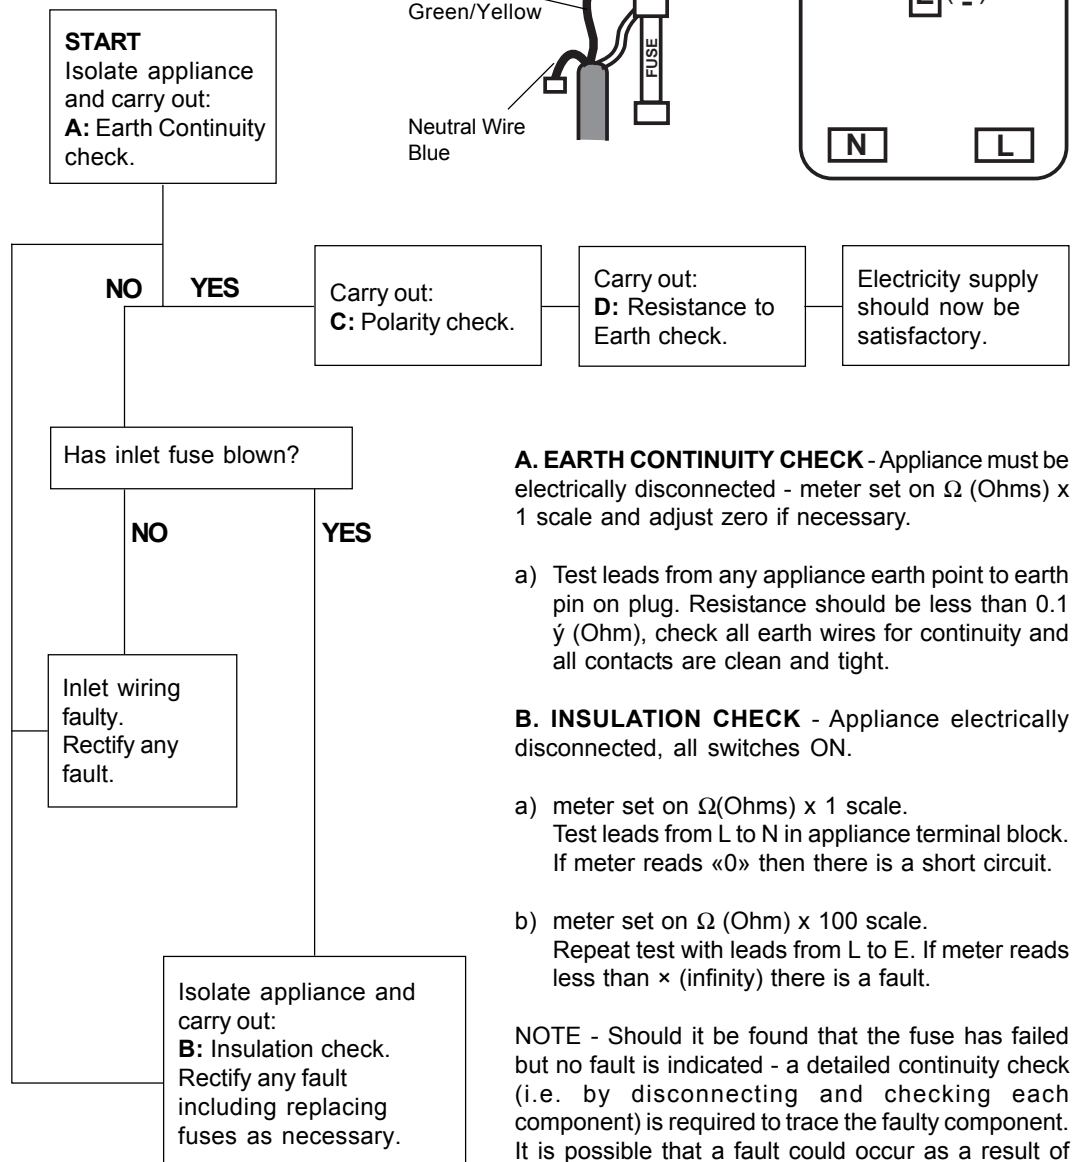 Green/Yellow
FUSE
Neutral Wire
Blue
N
L
START
Isolate appliance
and carry out:
A: Earth Continuity
check.
NO
YES
Carry out:
C: Polarity check.
Carry out:
D: Resistance to
Earth check.
Electricity supply
should now be
satisfactory.
Has inlet fuse blown?
NO
YES
Inlet wiring
faulty.
Rectify any
fault.
Isolate appliance and
carry out:
B: Insulation check.
Rectify any fault
including replacing
fuses as necessary.
A. EARTH CONTINUITY CHECK - Appliance must be
electrically disconnected - meter set on Ω (Ohms) x
1 scale and adjust zero if necessary.
a) Test leads from any appliance earth point to earth
pin on plug. Resistance should be less than 0.1
ý (Ohm), check all earth wires for continuity and
all contacts are clean and tight.
B. INSULATION CHECK - Appliance electrically
disconnected, all switches ON.
a) meter set on Ω(Ohms) x 1 scale.
Test leads from L to N in appliance terminal block.
If meter reads «0» then there is a short circuit.
b) meter set on Ω (Ohm) x 100 scale.
Repeat test with leads from L to E. If meter reads
less than × (infinity) there is a fault.
NOTE - Should it be found that the fuse has failed
but no fault is indicated - a detailed continuity check
(i.e. by disconnecting and checking each
component) is required to trace the faulty component.
It is possible that a fault could occur as a result of